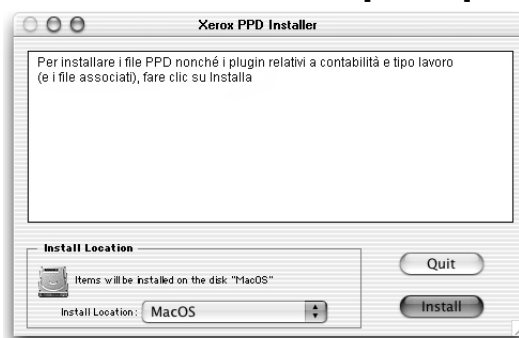 Xerox PPD Installer
Per installare i file PPD nonché i plugin relativi a contabilità e tipo lavoro
(e i file associati), fare clic su Installa
Install Location
Items will be installed on the disk "MacOS"
Install Location: MacOS
Quit
Install